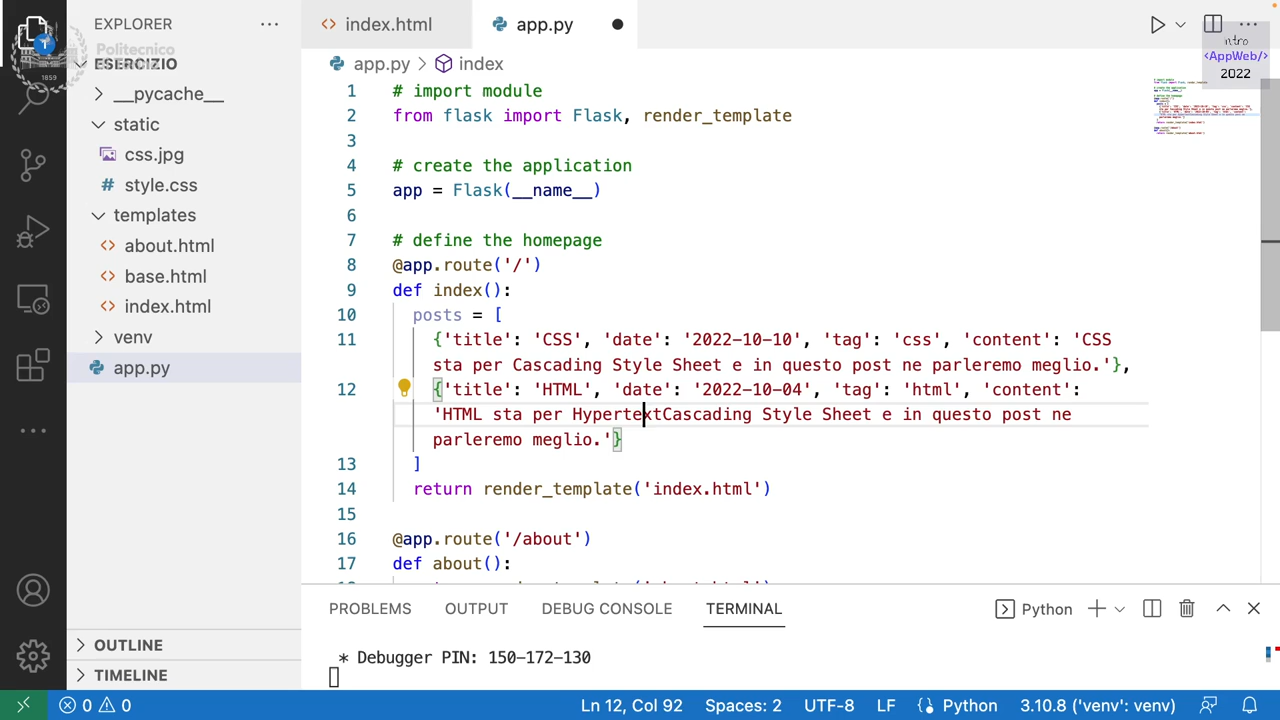 EXPLORER
index.html
app.py
ntro
<AppWeb/>
2022
Politecnico
1859
ESERCIZIO
app.py > index
__pycache__
static
css.jpg
# style.css
templates
about.html
base.html
index.html
venv
app.py
OUTLINE
TIMELINE
1 # import module
2 from flask import Flask, render_template
3
4 # create the application
5 app = Flask(__name__)
6
7 # define the homepage
8 @app.route('/')
9 def index():
10 posts = [
11 {'title': 'CSS', 'date': '2022-10-10', 'tag': 'css', 'content': 'CSS
sta per Cascading Style Sheet e in questo post ne parleremo meglio.'},
12 {'title': 'HTML', 'date': '2022-10-04', 'tag': 'html', 'content':
'HTML sta per HypertextCascading Style Sheet e in questo post ne
parleremo meglio.'}
13 ]
14 return render_template('index.html')
15
16 @app.route('/about')
17 def about():
PROBLEMS OUTPUT DEBUG CONSOLE TERMINAL
Python
* Debugger PIN: 150-172-130
0 0
Ln 12, Col 92 Spaces: 2 UTF-8 LF Python 3.10.8 ('venv': venv)